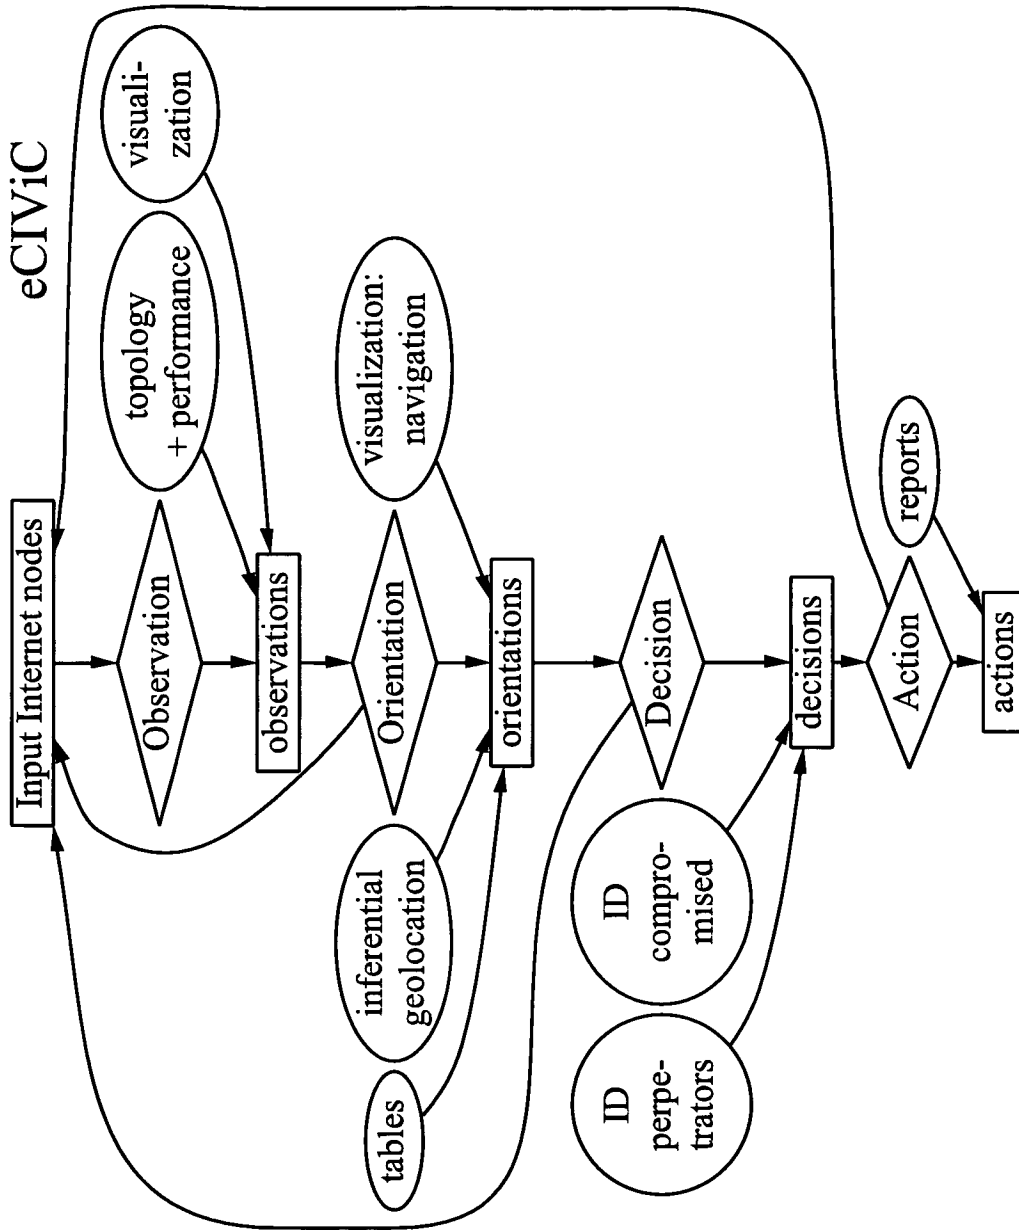 eCIViC
Input Internet nodes
Observation
topology
+ performance
visuali-
zation
observations
tables
inferential
geolocation
Orientation
visualization:
navigation
orientations
ID
perpe-
trators
ID
compro-
mised
Decision
decisions
Action
reports
actions